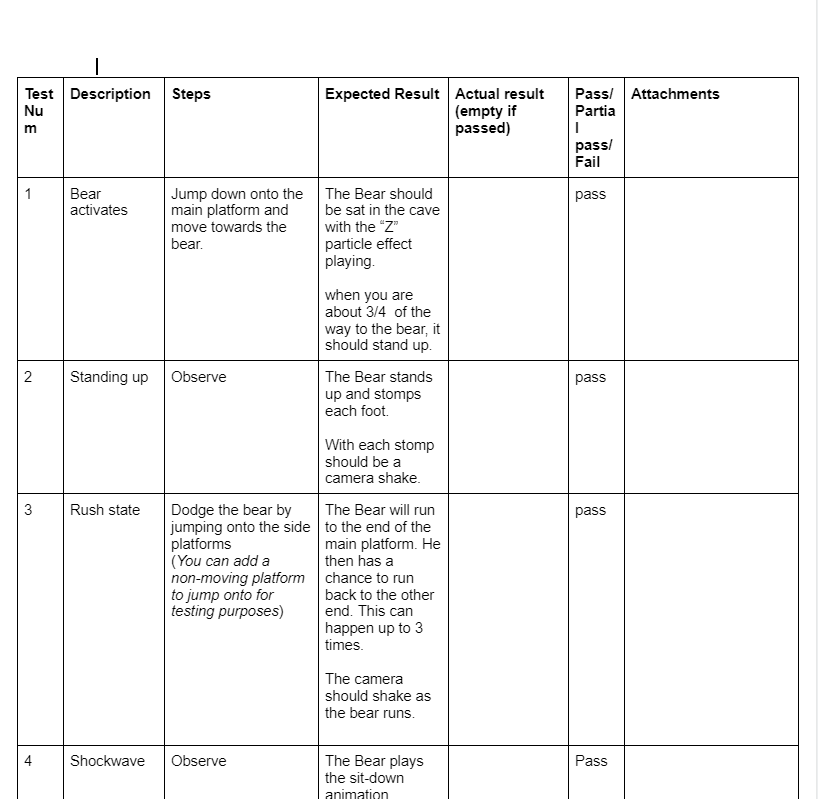 Test Num Description Steps Expected Result Actual result (empty if passed) Pass/Partial pass/Fail Attachments
1 Bear activates
Jump down onto the
main platform and
move towards the
bear.
The Bear should
be sat in the cave
with the “Z”
particle effect
playing.
when you are
about 3/4 of the
way to the bear, it
should stand up.
pass
2 Standing up Observe
The Bear stands
up and stomps
each foot.
With each stomp
should be a
camera shake.
pass
3 Rush state
Dodge the bear by
jumping onto the side
platforms
(You can add a
non-moving platform
to jump onto for
testing purposes)
The Bear will run
to the end of the
main platform. He
then has a
chance to run
back to the other
end. This can
happen up to 3
times.
The camera
should shake as
the bear runs.
pass
4 Shockwave Observe
The Bear plays
the sit-down
animation
Pass